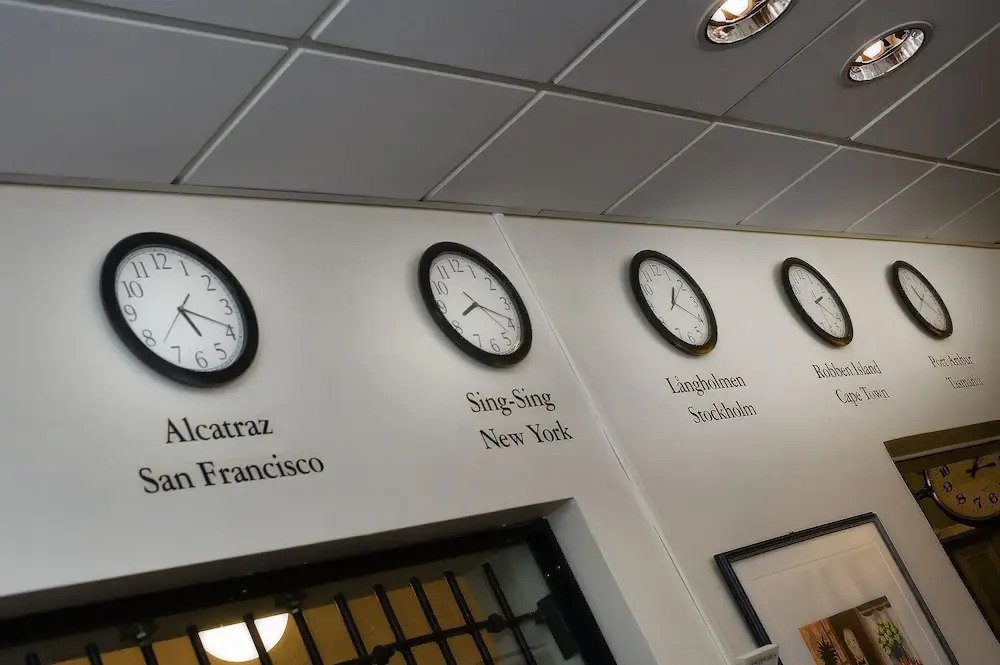 Alcatraz
San Francisco
Sing-Sing
New York
Långholmen
Stockholm
Robben Island
Cape Town
Port Arthur
Tasmania